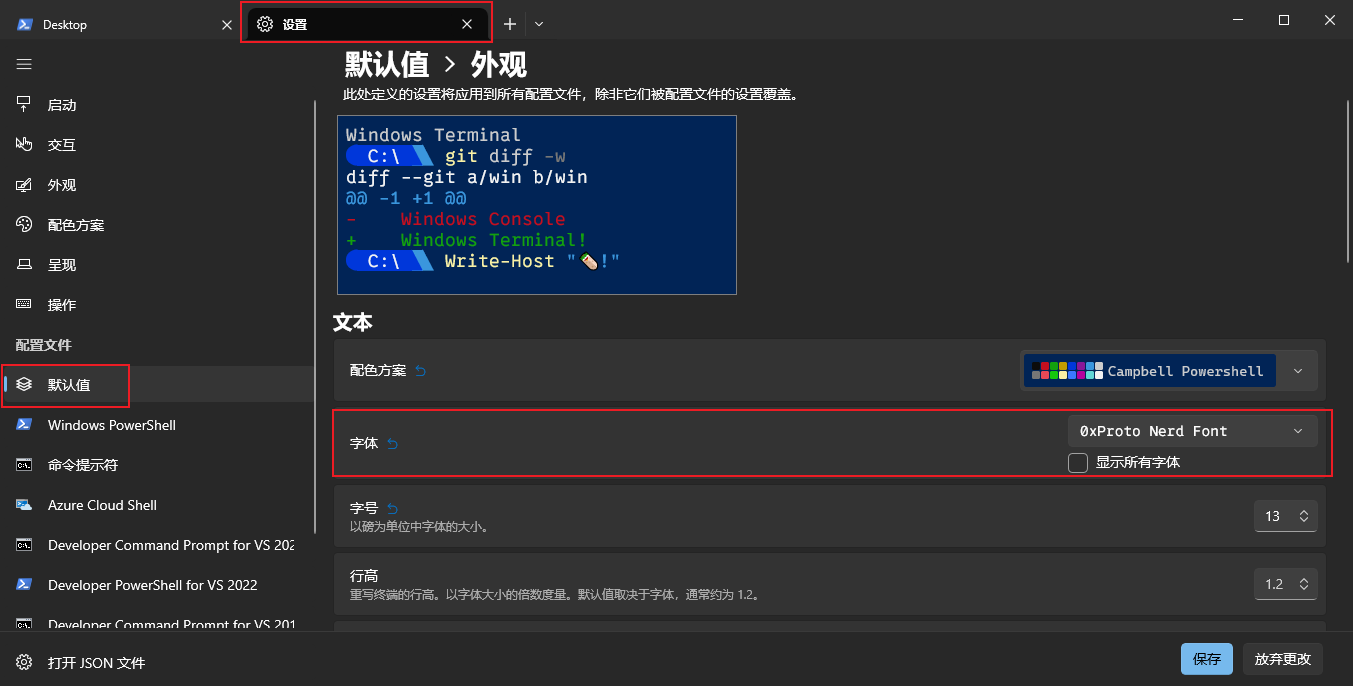 Desktop
设置
启动
交互
外观
配色方案
呈现
操作
配置文件
默认值
Windows PowerShell
命令提示符
Azure Cloud Shell
Developer Command Prompt for VS 202
Developer PowerShell for VS 2022
Developer Command Prompt for VS 201
打开 JSON 文件
默认值 > 外观
此处定义的设置将应用到所有配置文件，除非它们被配置文件的设置覆盖。
Windows Terminal
C:\ git diff -w
diff --git a/win b/win
@@ -1 +1 @@
- Windows Console
+ Windows Terminal!
C:\ Write-Host "🩹!"
文本
配色方案
Campbell Powershell
字体
0xProto Nerd Font
显示所有字体
字号
以磅为单位中字体的大小。
13
行高
重写终端的行高。以字体大小的倍数度量。默认值取决于字体，通常约为 1.2。
1.2
保存
放弃更改